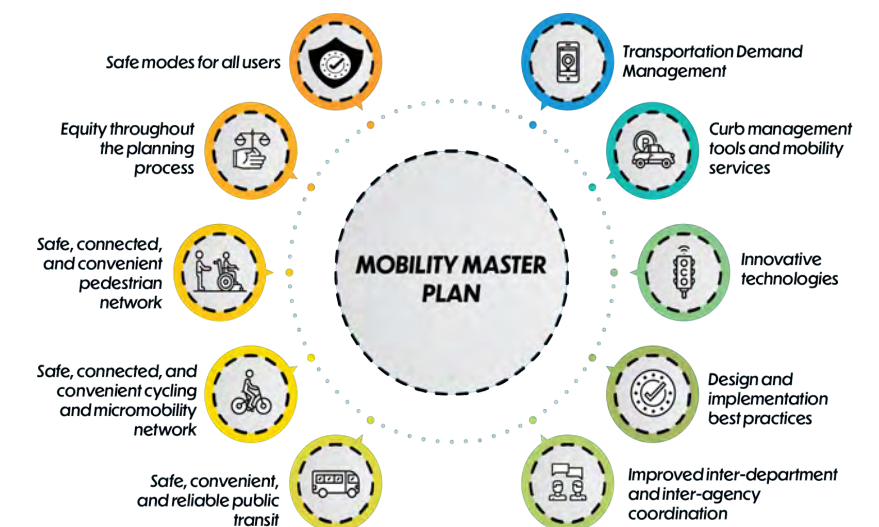 Safe modes for all users
Equity throughout
the planning
process
Safe, connected,
and convenient
pedestrian
network
Safe, connected, and
convenient cycling
and micromobility
network
Safe, convenient,
and reliable public
transit
MOBILITY MASTER
PLAN
Transportation Demand
Management
P
Curb management
tools and mobility
services
Innovative
technologies
Design and
implementation
best practices
Improved inter-department
and inter-agency
coordination